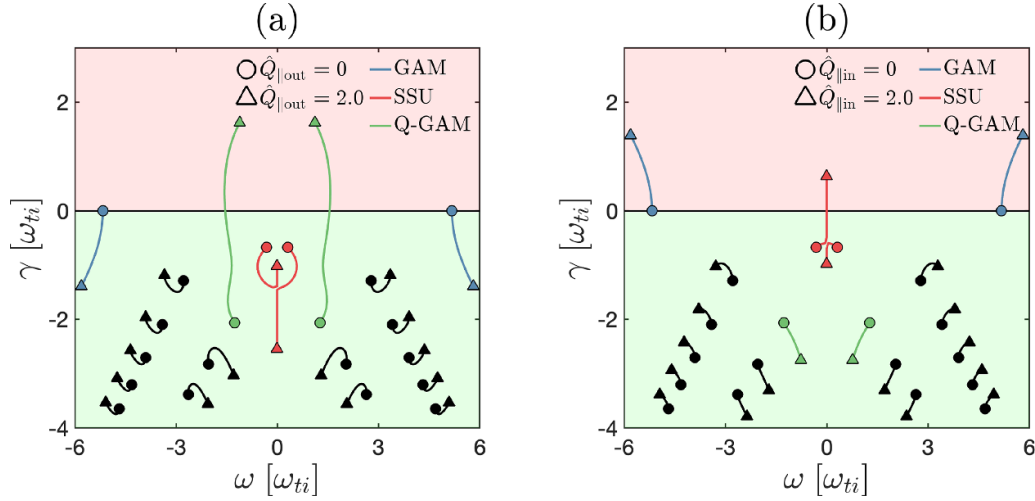 (a)
Q̂∥out = 0 GAM
Q̂∥out = 2.0 SSU
Q-GAM
2
0
-2
-4
γ [ωti]
-6 -3 0 3 6
ω [ωti]
(b)
Q̂∥in = 0 GAM
Q̂∥in = 2.0 SSU
Q-GAM
2
0
-2
-4
γ [ωti]
-6 -3 0 3 6
ω [ωti]